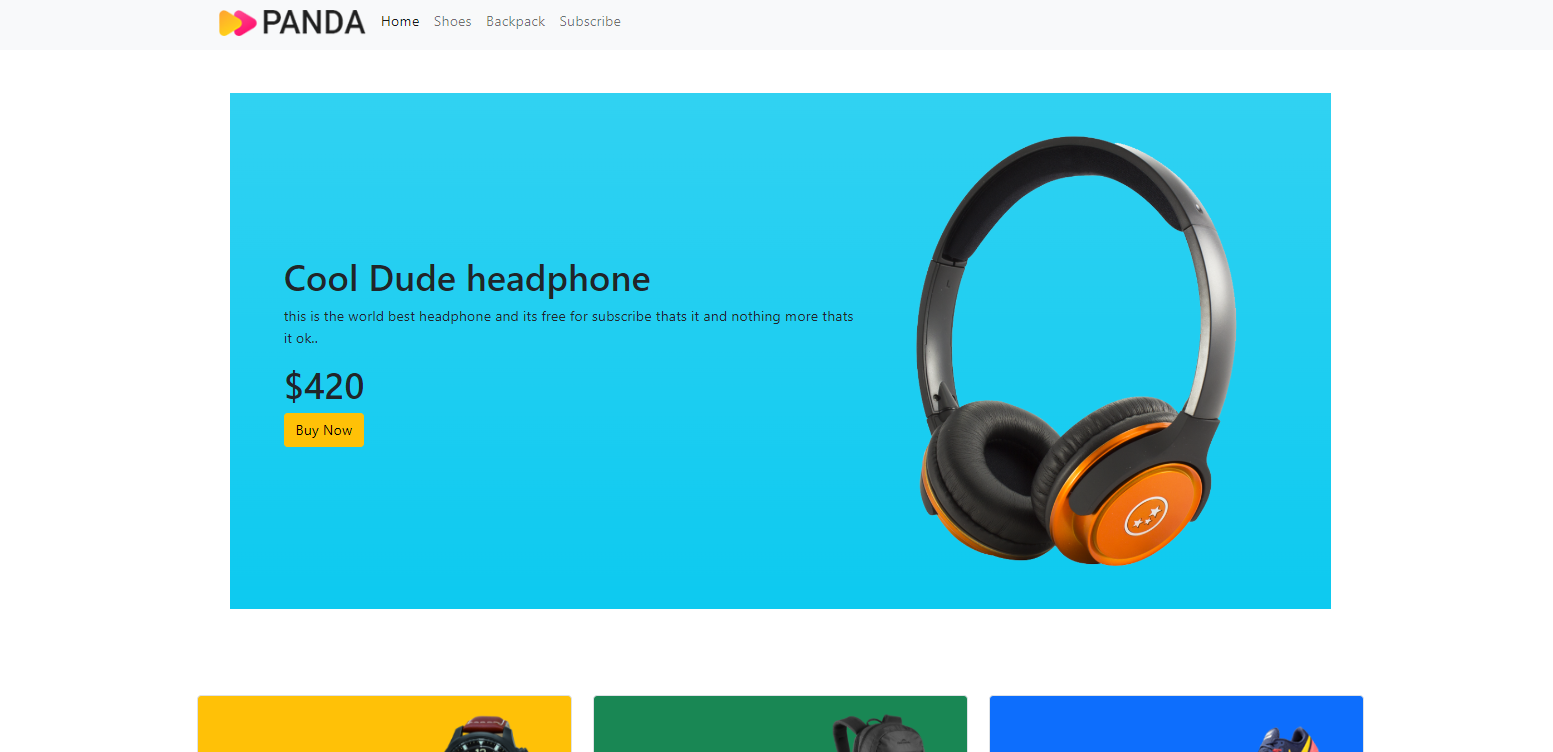 PANDA Home Shoes Backpack Subscribe
Cool Dude headphone
this is the world best headphone and its free for subscribe thats it and nothing more thats
it ok..
$420
Buy Now
L